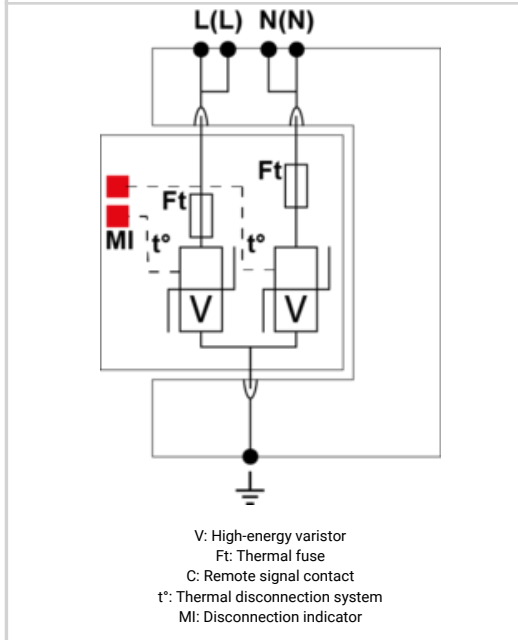 L(L) N(N)
Ft
Ft
MI
t°
t°
V
V
V: High-energy varistor
Ft: Thermal fuse
C: Remote signal contact
t°: Thermal disconnection system
MI: Disconnection indicator